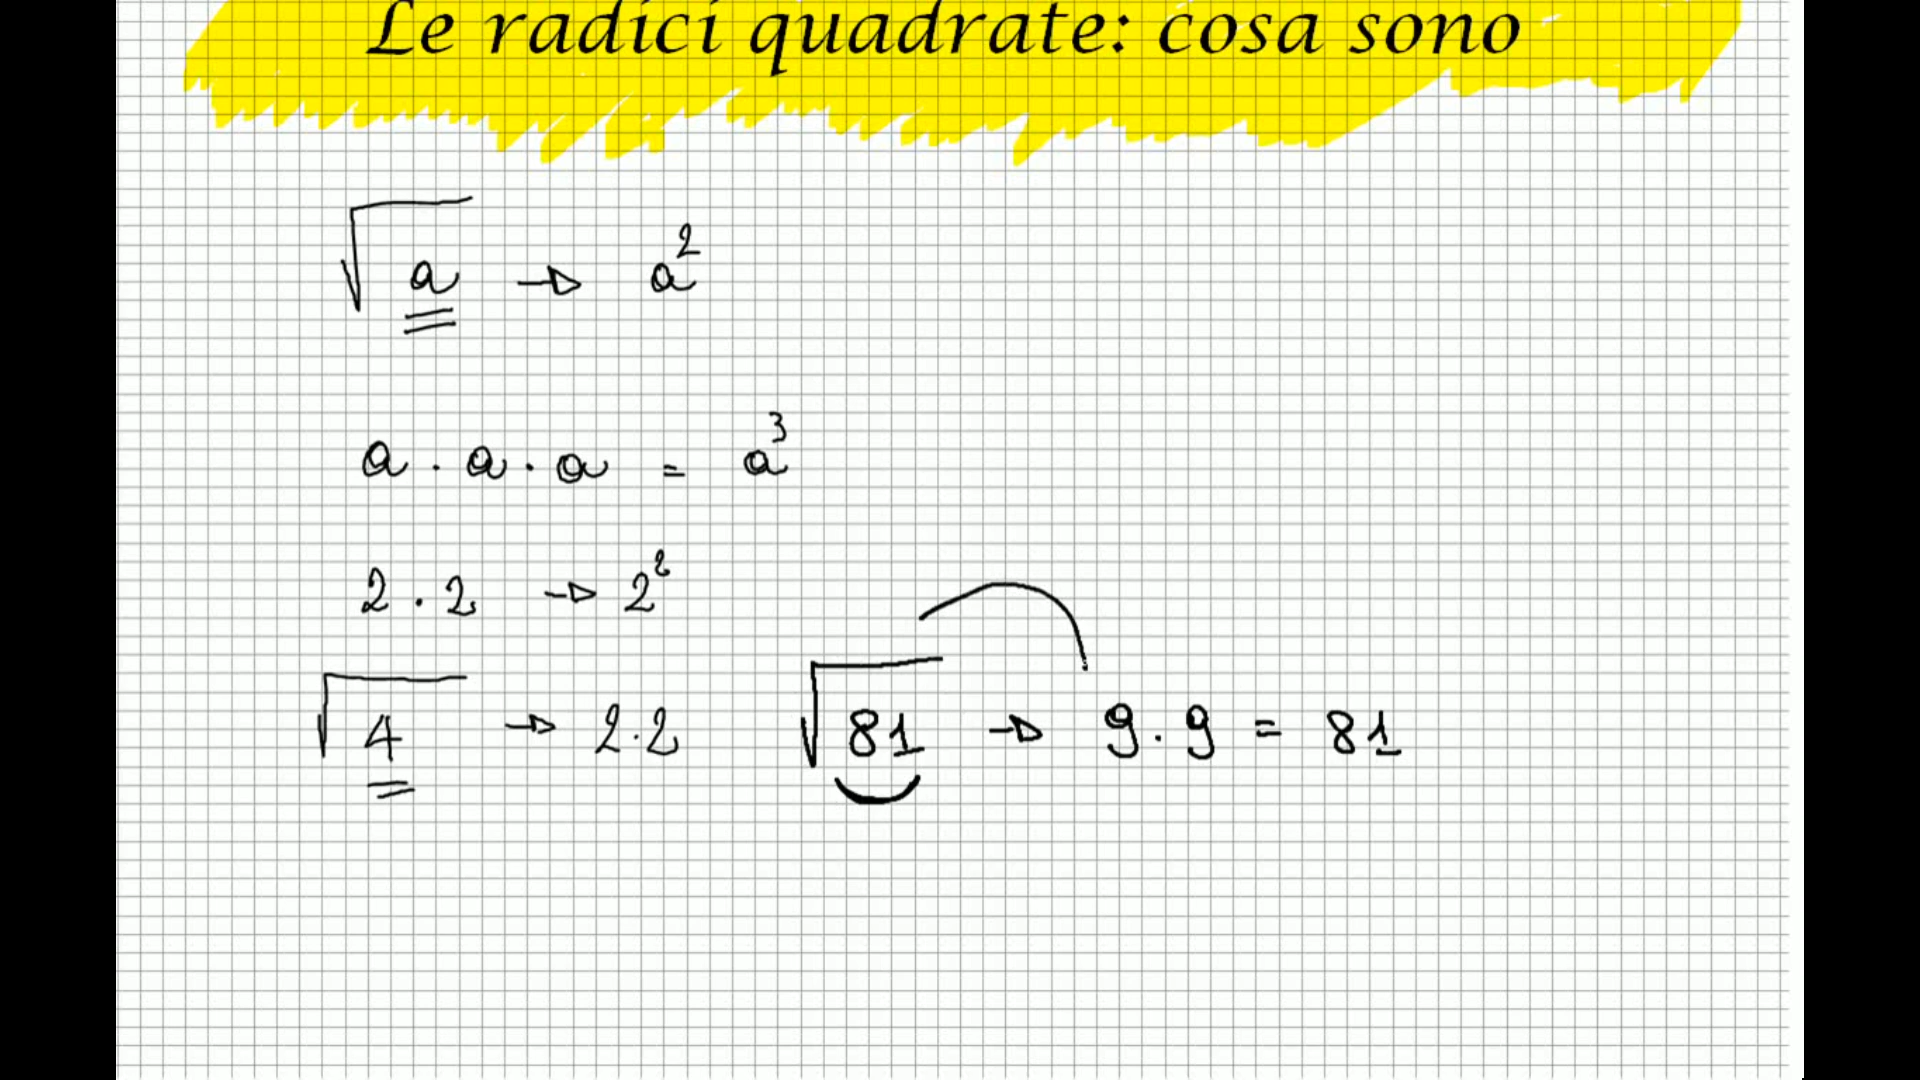 Le radici quadrate: cosa sono
√a → a²
a · a · a = a³
2 · 2 → 2²
√4 → 2.2 √81 → 9.9 = 81